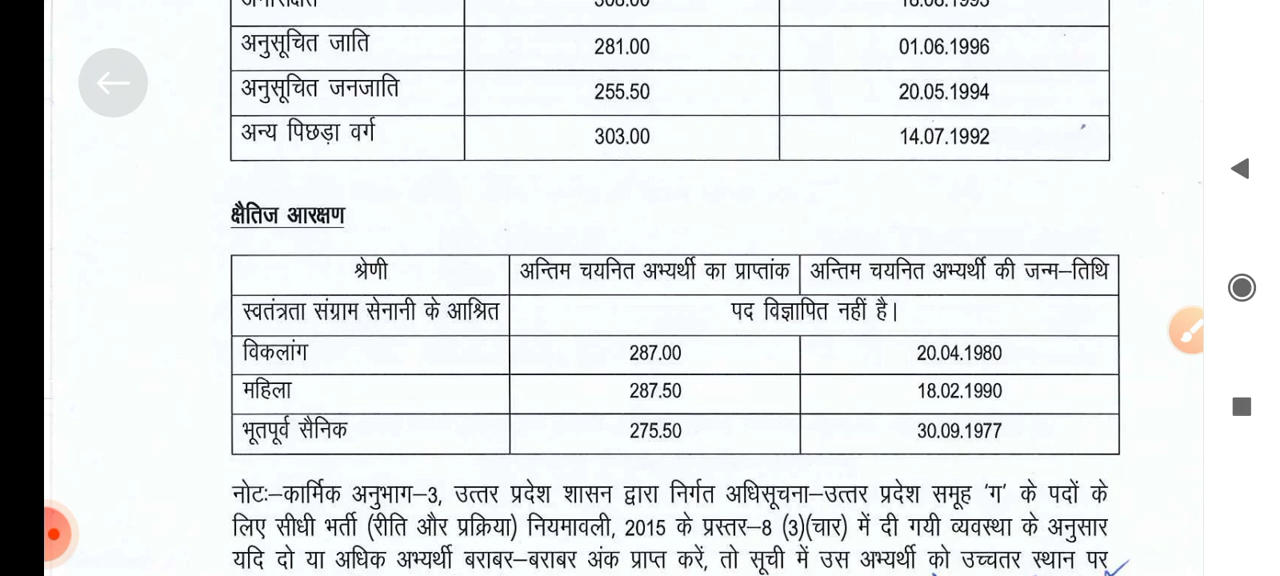 अनुसूचित जाति 281.00 01.06.1996
अनुसूचित जनजाति 255.50 20.05.1994
अन्य पिछड़ा वर्ग 303.00 14.07.1992
क्षैतिज आरक्षण
श्रेणी अन्तिम चयनित अभ्यर्थी का प्राप्तांक अन्तिम चयनित अभ्यर्थी की जन्म–तिथि
स्वतंत्रता संग्राम सेनानी के आश्रित पद विज्ञापित नहीं है।
विकलांग 287.00 20.04.1980
महिला 287.50 18.02.1990
भूतपूर्व सैनिक 275.50 30.09.1977
नोटः–कार्मिक अनुभाग–3, उत्तर प्रदेश शासन द्वारा निर्गत अधिसूचना–उत्तर प्रदेश समूह ‘ग’ के पदों के
लिए सीधी भर्ती (रीति और प्रक्रिया) नियमावली, 2015 के प्रस्तर–8 (3)(चार) में दी गयी व्यवस्था के अनुसार
यदि दो या अधिक अभ्यर्थी बराबर–बराबर अंक प्राप्त करें, तो सूची में उस अभ्यर्थी को उच्चतर स्थान पर